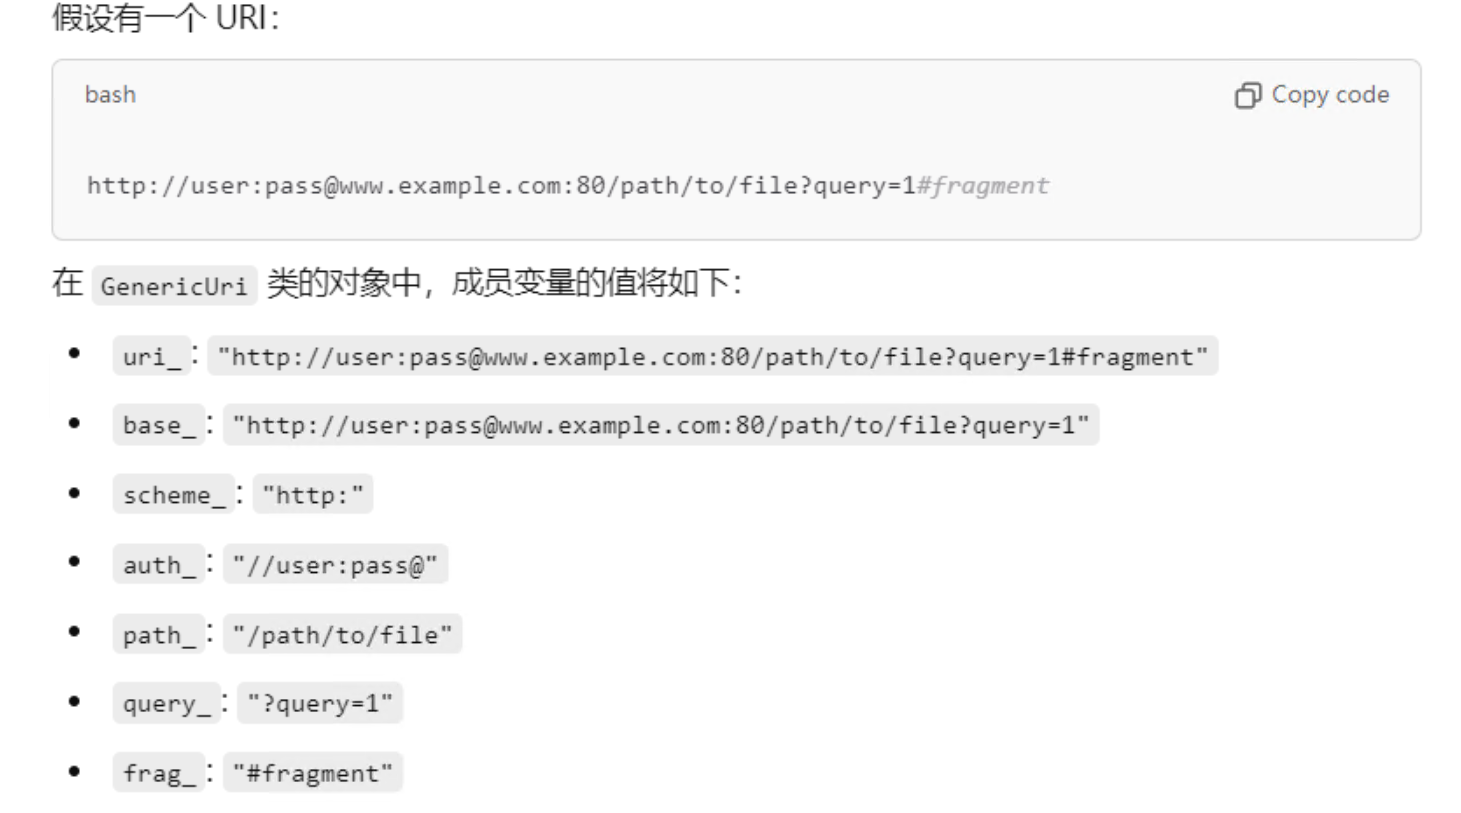 假设有一个 URI：
bash
Copy code
http://user:pass@www.example.com:80/path/to/file?query=1#fragment
在 GenericUri 类的对象中，成员变量的值将如下：
• uri_： "http://user:pass@www.example.com:80/path/to/file?query=1#fragment"
• base_： "http://user:pass@www.example.com:80/path/to/file?query=1"
• scheme_： "http:"
• auth_： "//user:pass@"
• path_： "/path/to/file"
• query_： "?query=1"
• frag_： "#fragment"